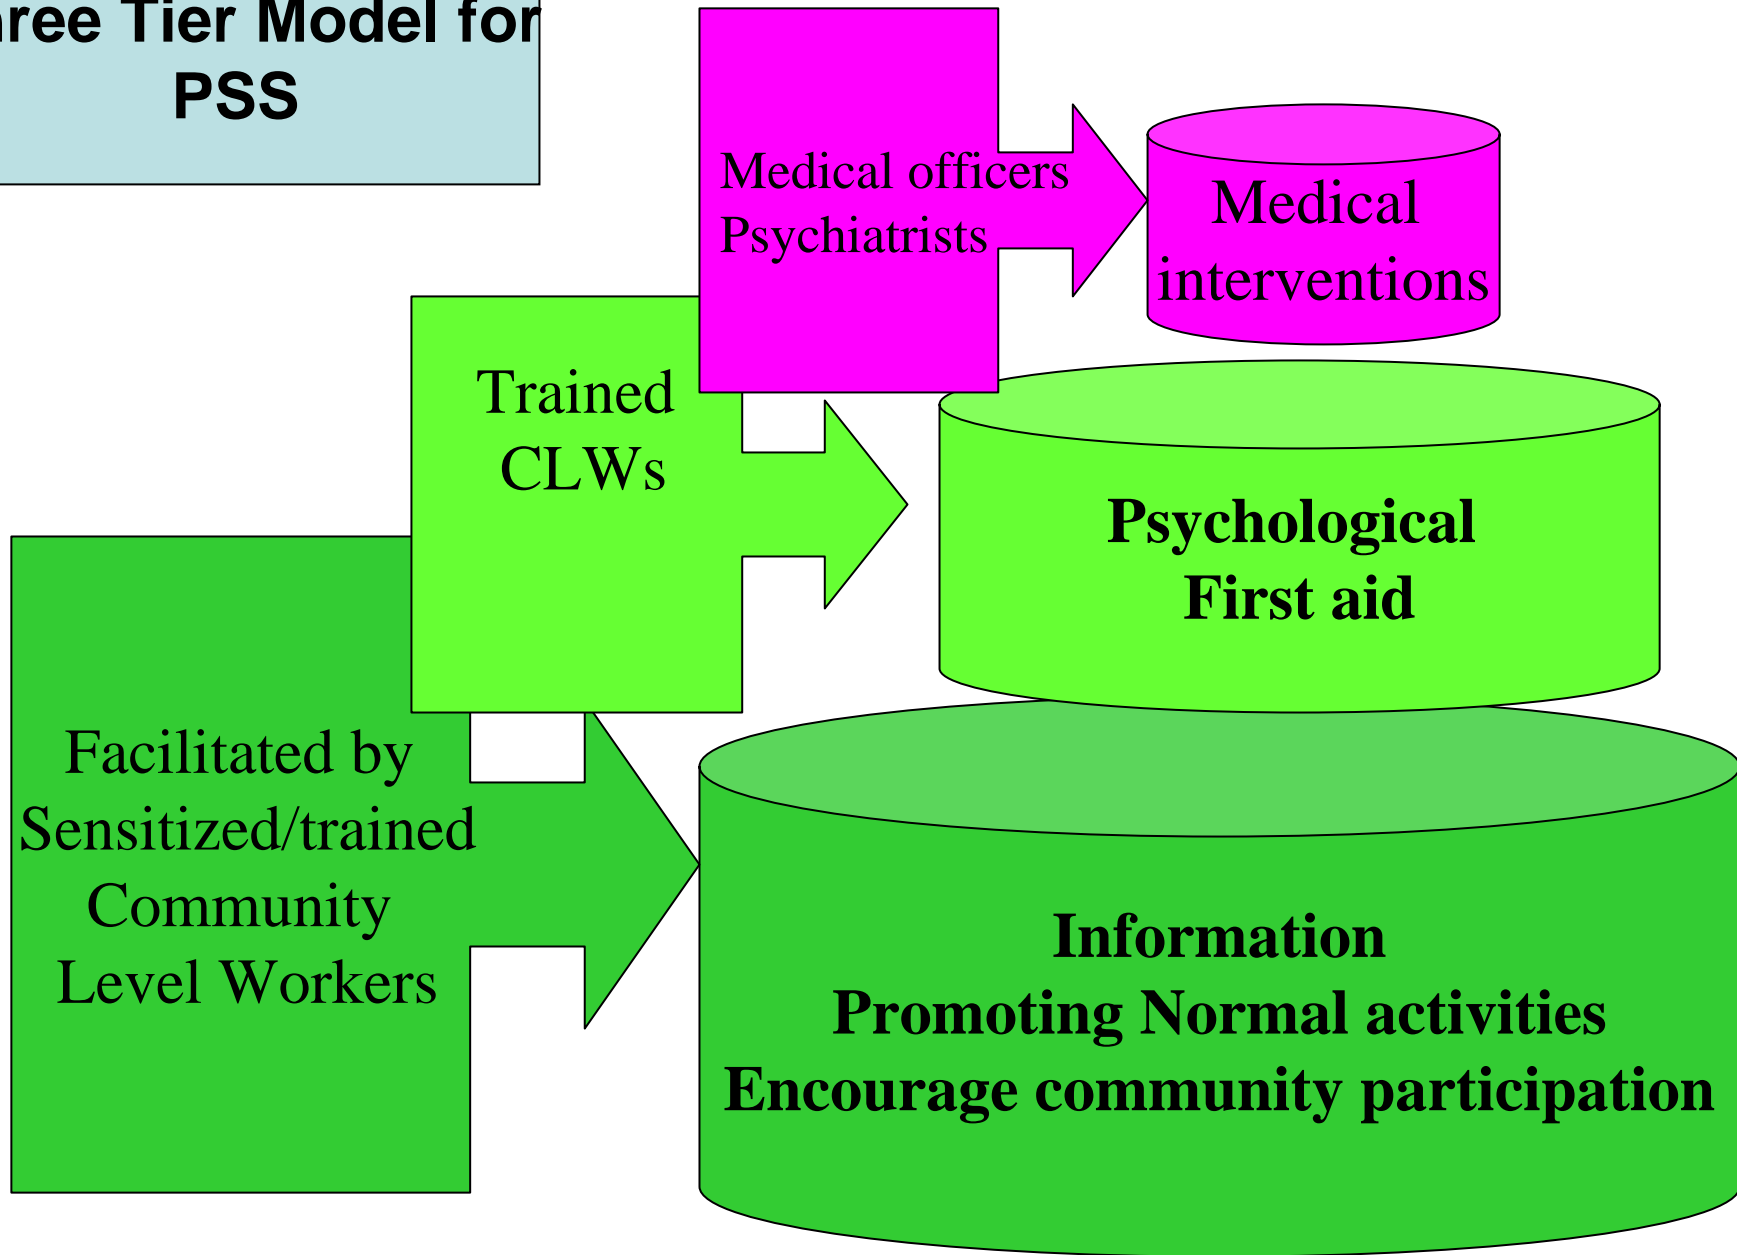 hree Tier Model for
PSS
Medical officers
Psychiatrists
Medical
interventions
Trained
CLWs
Psychological
First aid
Facilitated by
Sensitized/trained
Community
Level Workers
Information
Promoting Normal activities
Encourage community participation